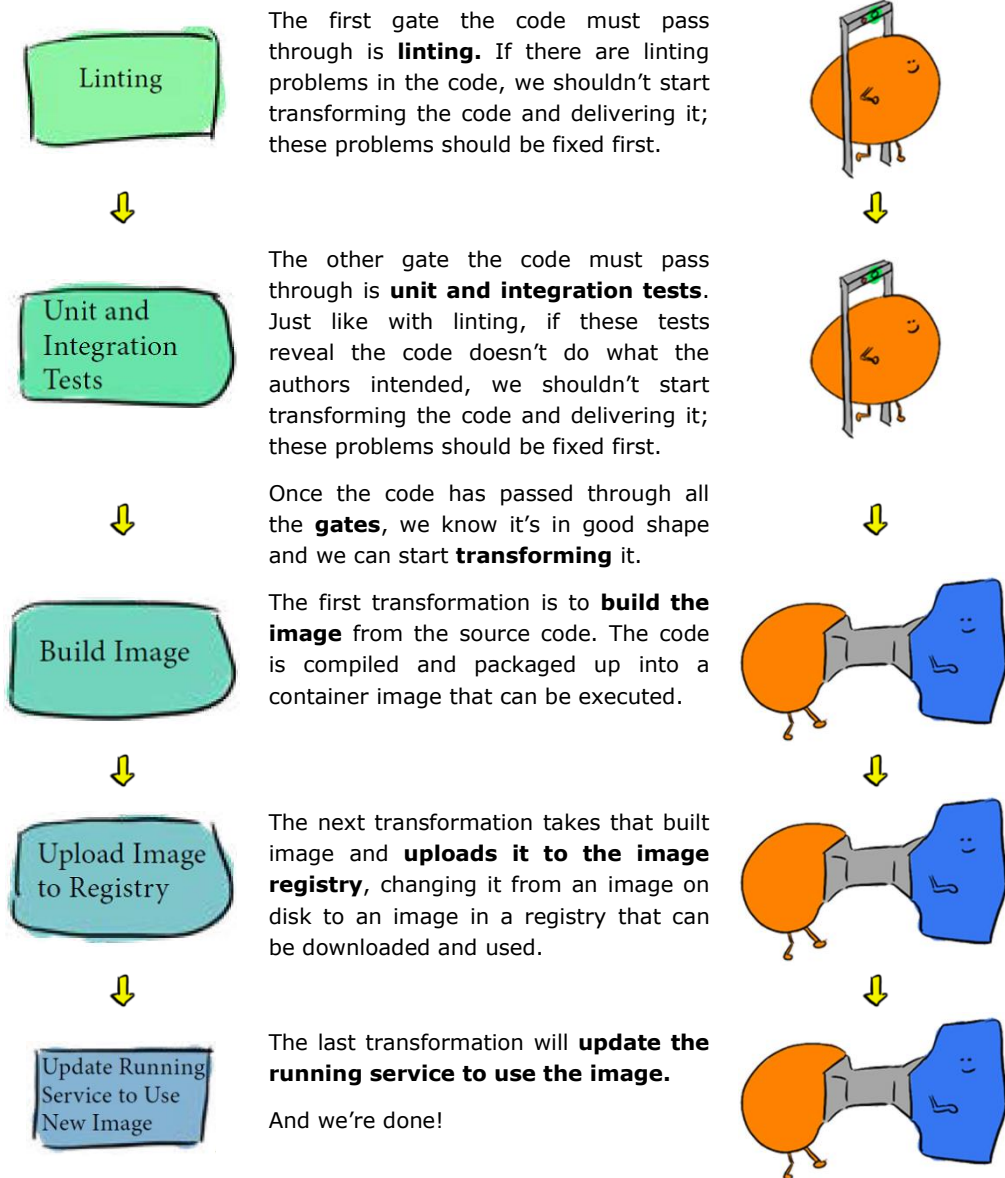 Linting
The first gate the code must pass
through is linting. If there are linting
problems in the code, we shouldn’t start
transforming the code and delivering it;
these problems should be fixed first.
Unit and
Integration
Tests
The other gate the code must pass
through is unit and integration tests.
Just like with linting, if these tests
reveal the code doesn’t do what the
authors intended, we shouldn’t start
transforming the code and delivering it;
these problems should be fixed first.
Once the code has passed through all
the gates, we know it’s in good shape
and we can start transforming it.
Build Image
The first transformation is to build the
image from the source code. The code
is compiled and packaged up into a
container image that can be executed.
Upload Image
to Registry
The next transformation takes that built
image and uploads it to the image
registry, changing it from an image on
disk to an image in a registry that can
be downloaded and used.
Update Running
Service to Use
New Image
The last transformation will update the
running service to use the image.
And we’re done!